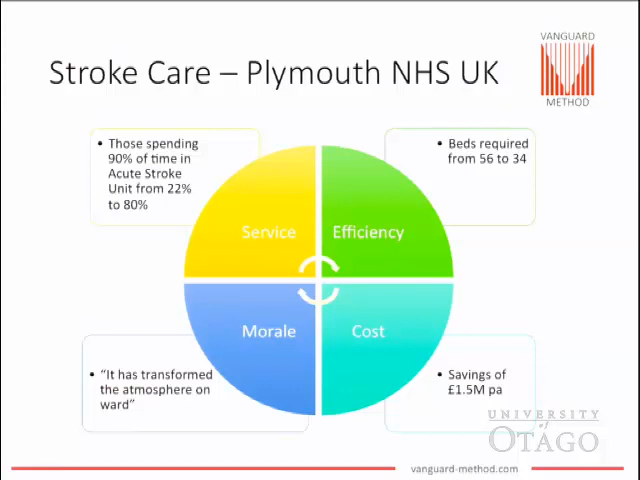 VANGUARD
METHOD
Stroke Care – Plymouth NHS UK
• Those spending
90% of time in
Acute Stroke
Unit from 22%
to 80%
• Beds required
from 56 to 34
Service
Efficiency
Morale
Cost
• “It has transformed
the atmosphere on
ward”
• Savings of
£1.5M pa
UNIVERSITY
of
OTAGO
vanguard-method.com